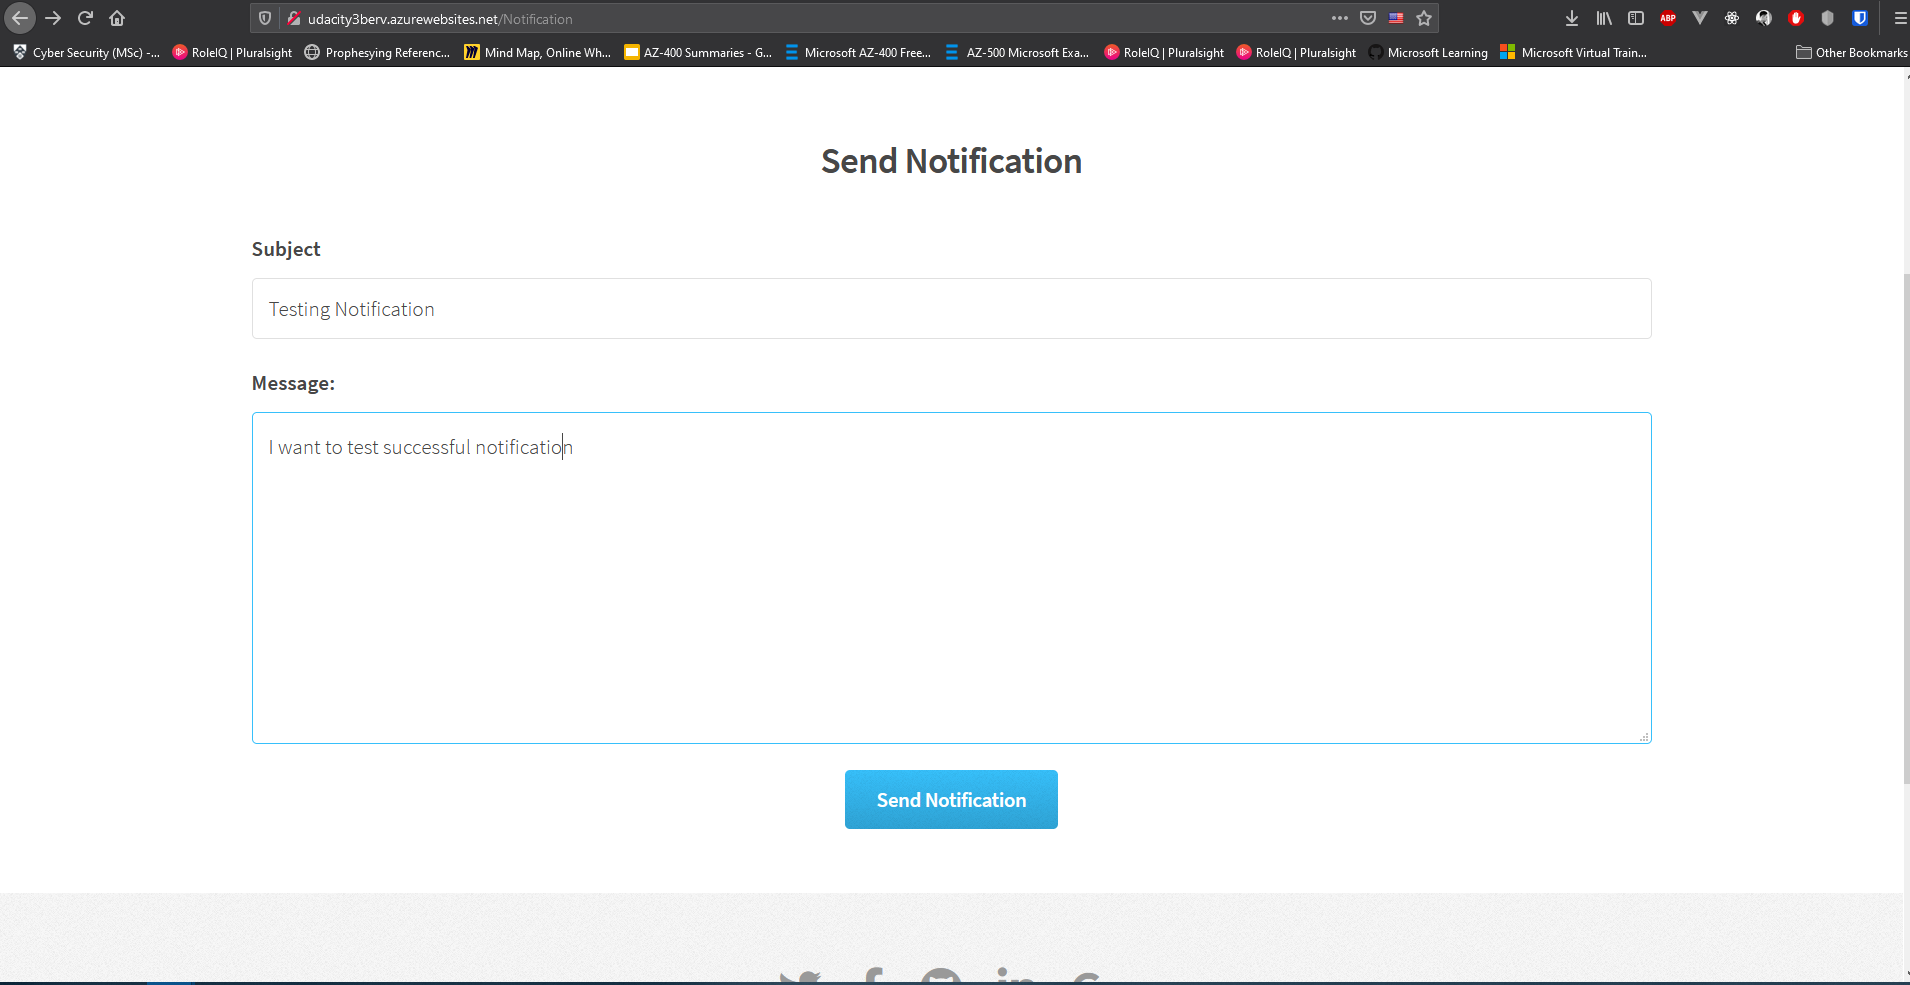 udacity3berv.azurewebsites.net/Notification
ABP
Cyber Security (MSc) -... RoleIQ | Pluralsight Prophesying Referenc... Mind Map, Online Wh... AZ-400 Summaries - G... Microsoft AZ-400 Free... AZ-500 Microsoft Exa... RoleIQ | Pluralsight RoleIQ | Pluralsight Microsoft Learning Microsoft Virtual Train... Other Bookmarks
Send Notification
Subject
Testing Notification
Message:
I want to test successful notification
Send Notification